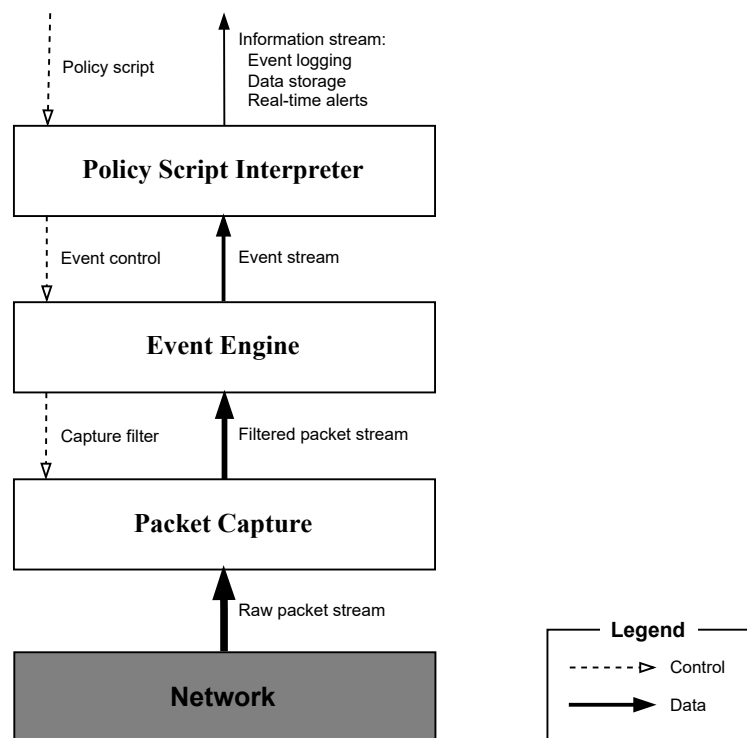 Policy script
Information stream:
Event logging
Data storage
Real-time alerts
Policy Script Interpreter
Event control
Event stream
Event Engine
Capture filter
Filtered packet stream
Packet Capture
Raw packet stream
Network
Legend
Control
Data